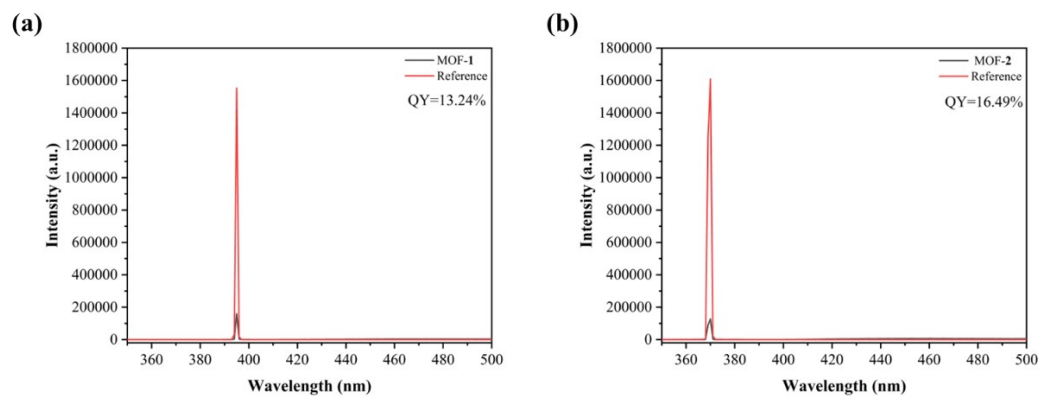 (a)
1800000
1600000
1400000
1200000
1000000
800000
600000
400000
200000
0
Intensity (a.u.)
MOF-1
Reference
QY=13.24%
360 380 400 420 440 460 480 500
Wavelength (nm)
(b)
1800000
1600000
1400000
1200000
1000000
800000
600000
400000
200000
0
Intensity (a.u.)
MOF-2
Reference
QY=16.49%
360 380 400 420 440 460 480 500
Wavelength (nm)